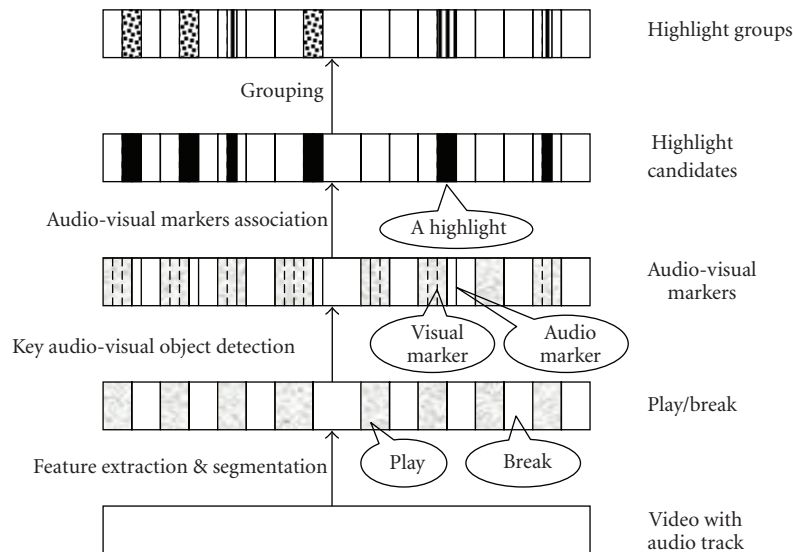 Highlight groups
Grouping
Highlight
candidates
Audio-visual markers association
A highlight
Audio-visual
markers
Visual
marker
Audio
marker
Key audio-visual object detection
Play/break
Feature extraction & segmentation
Play
Break
Video with
audio track